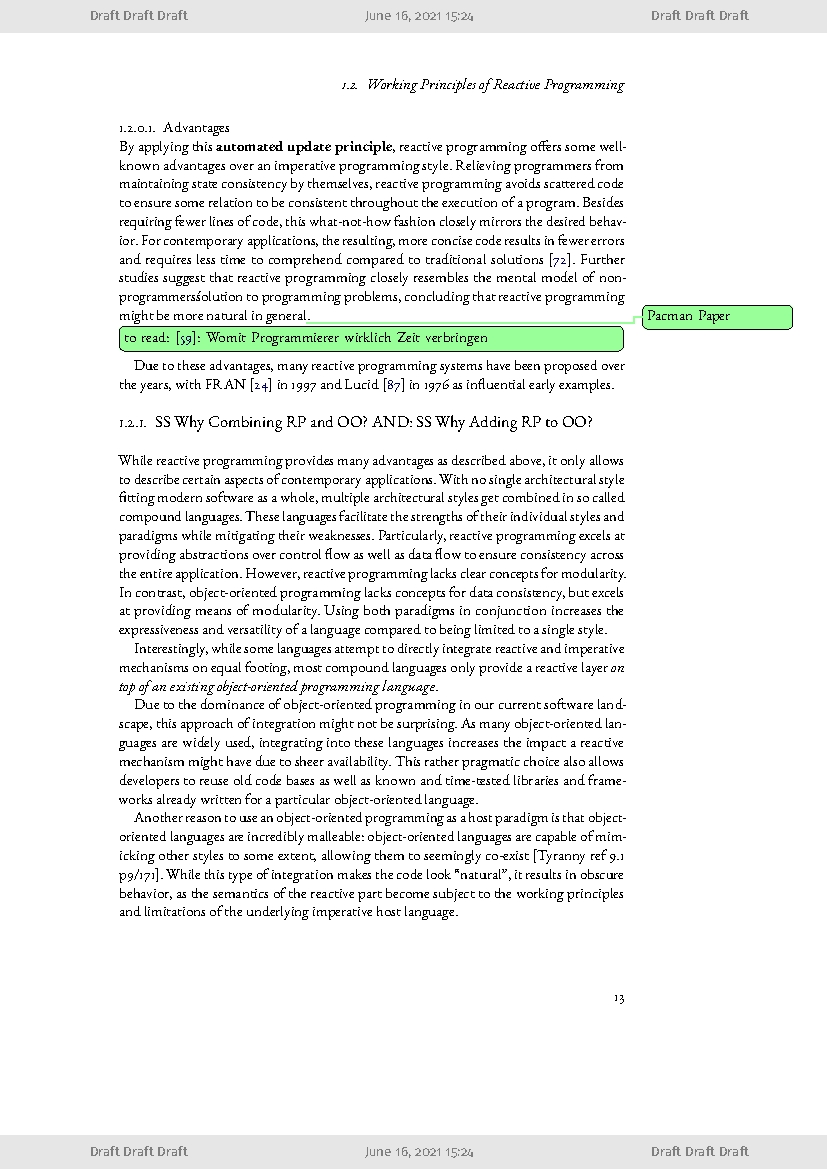 Draft Draft Draft June 16, 2021 15:24 Draft Draft Draft
1.2. Working Principles of Reactive Programming
1.2.0.1. Advantages
By applying this automated update principle, reactive programming offers some well-
known advantages over an imperative programming style. Relieving programmers from
maintaining state consistency by themselves, reactive programming avoids scattered code
to ensure some relation to be consistent throughout the execution of a program. Besides
requiring fewer lines of code, this what-not-how fashion closely mirrors the desired behav-
ior. For contemporary applications, the resulting, more concise code results in fewer errors
and requires less time to comprehend compared to traditional solutions [72]. Further
studies suggest that reactive programming closely resembles the mental model of non-
programmersśolution to programming problems, concluding that reactive programming
might be more natural in general.
Pacman Paper
to read: [59]: Womit Programmierer wirklich Zeit verbringen
Due to these advantages, many reactive programming systems have been proposed over
the years, with FRAN [24] in 1997 and Lucid [87] in 1976 as influential early examples.
1.2.1. SS Why Combining RP and OO? AND: SS Why Adding RP to OO?
While reactive programming provides many advantages as described above, it only allows
to describe certain aspects of contemporary applications. With no single architectural style
fitting modern software as a whole, multiple architectural styles get combined in so called
compound languages. These languages facilitate the strengths of their individual styles and
paradigms while mitigating their weaknesses. Particularly, reactive programming excels at
providing abstractions over control flow as well as data flow to ensure consistency across
the entire application. However, reactive programming lacks clear concepts for modularity.
In contrast, object-oriented programming lacks concepts for data consistency, but excels
at providing means of modularity. Using both paradigms in conjunction increases the
expressiveness and versatility of a language compared to being limited to a single style.
Interestingly, while some languages attempt to directly integrate reactive and imperative
mechanisms on equal footing, most compound languages only provide a reactive layer on
top of an existing object-oriented programming language.
Due to the dominance of object-oriented programming in our current software land-
scape, this approach of integration might not be surprising. As many object-oriented lan-
guages are widely used, integrating into these languages increases the impact a reactive
mechanism might have due to sheer availability. This rather pragmatic choice also allows
developers to reuse old code bases as well as known and time-tested libraries and frame-
works already written for a particular object-oriented language.
Another reason to use an object-oriented programming as a host paradigm is that object-
oriented languages are incredibly malleable: object-oriented languages are capable of mim-
icking other styles to some extent, allowing them to seemingly co-exist [Tyranny ref 9.1
p9/171]. While this type of integration makes the code look “natural”, it results in obscure
behavior, as the semantics of the reactive part become subject to the working principles
and limitations of the underlying imperative host language.
13
Draft Draft Draft June 16, 2021 15:24 Draft Draft Draft